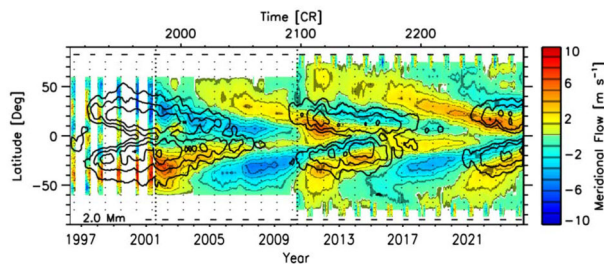 Time [CR]
2000 2100 2200
Latitude [Deg]
50
0
-50
2.0 Mm
1997 2001 2005 2009 2013 2017 2021
Year
10
6
2
-2
-6
-10
Meridional Flow [m s⁻¹]